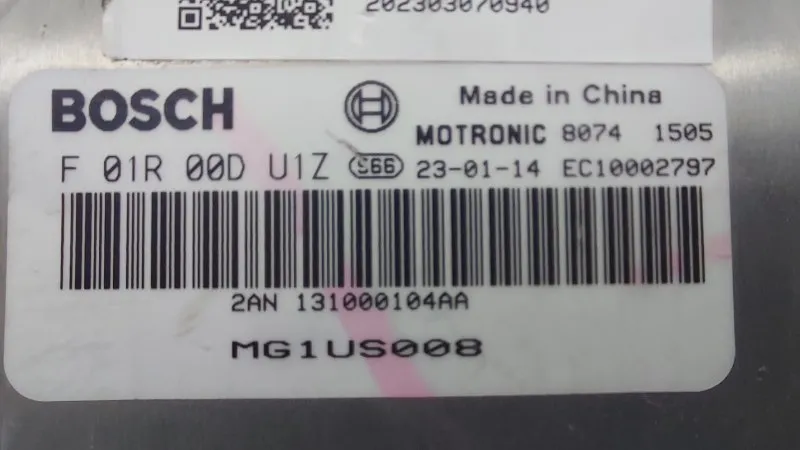 202303070940
BOSCH
Made in China
MOTRONIC 8074 1505
F 01R 00D U1Z S66 23-01-14 EC10002797
2AN 131000104AA
MG1US008